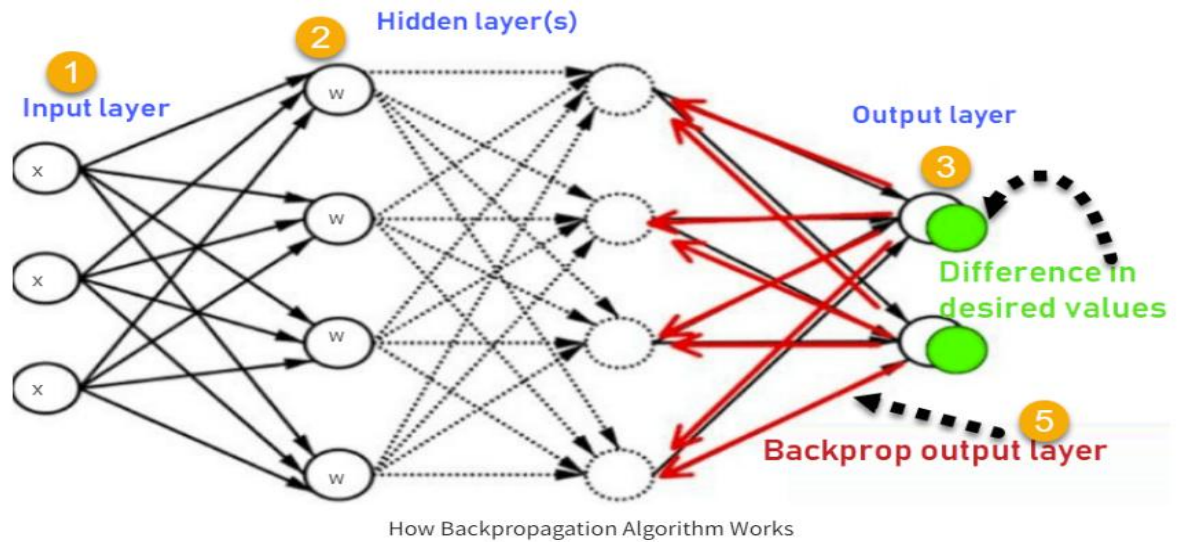 2
Hidden layer(s)
1
Input layer
w
Output layer
3
x
w
Difference in
desired values
x
w
x
5
Backprop output layer
w
How Backpropagation Algorithm Works